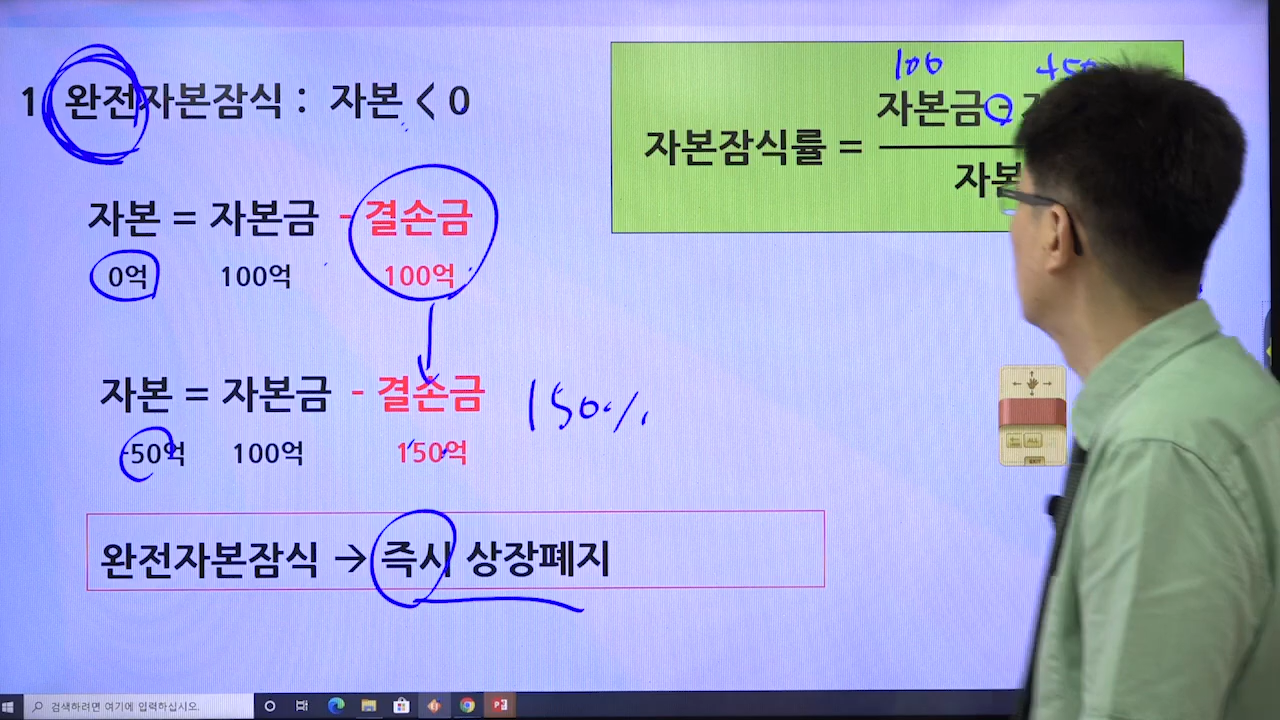 1 완전자본잠식 : 자본 < 0
자본 = 자본금 - 결손금
0억 100억 100억
자본 = 자본금 - 결손금
-50억 100억 150억
150%
완전자본잠식 → 즉시 상장폐지
100 +50
자본금 -
자본잠식률 =
자본
검색하려면 여기에 입력하십시오.